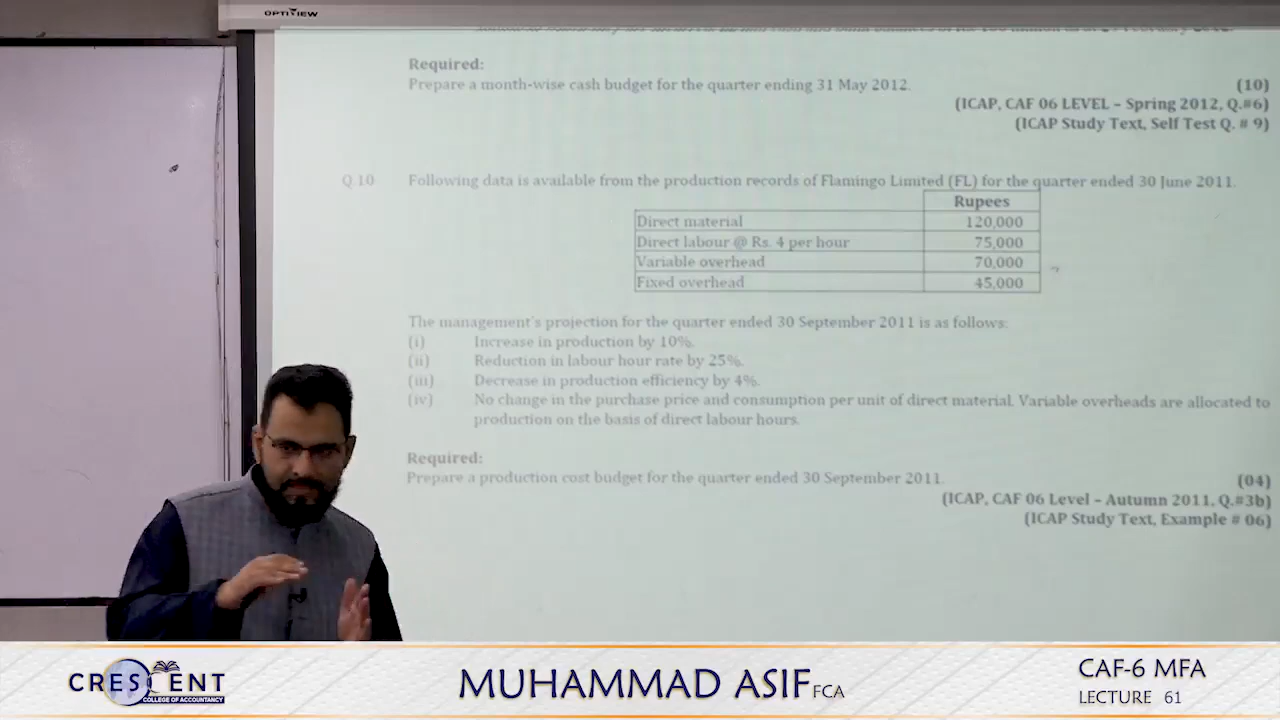 OPTIVIEW
Required:
Prepare a month-wise cash budget for the quarter ending 31 May 2012.
(10)
(ICAP, CAF 06 LEVEL – Spring 2012, Q.#6)
(ICAP Study Text, Self Test Q. # 9)
Q.10 Following data is available from the production records of Flamingo Limited (FL) for the quarter ended 30 June 2011.
Rupees
Direct material 120,000
Direct labour @ Rs. 4 per hour 75,000
Variable overhead 70,000
Fixed overhead 45,000
The management's projection for the quarter ended 30 September 2011 is as follows:
(i) Increase in production by 10%.
(ii) Reduction in labour hour rate by 25%.
(iii) Decrease in production efficiency by 4%.
(iv) No change in the purchase price and consumption per unit of direct material. Variable overheads are allocated to
production on the basis of direct labour hours.
Required:
Prepare a production cost budget for the quarter ended 30 September 2011.
(04)
(ICAP, CAF 06 Level – Autumn 2011, Q.#3b)
(ICAP Study Text, Example # 06)
CRESCENT
COLLEGE OF ACCOUNTANCY
MUHAMMAD ASIF FCA
CAF-6 MFA
LECTURE 61